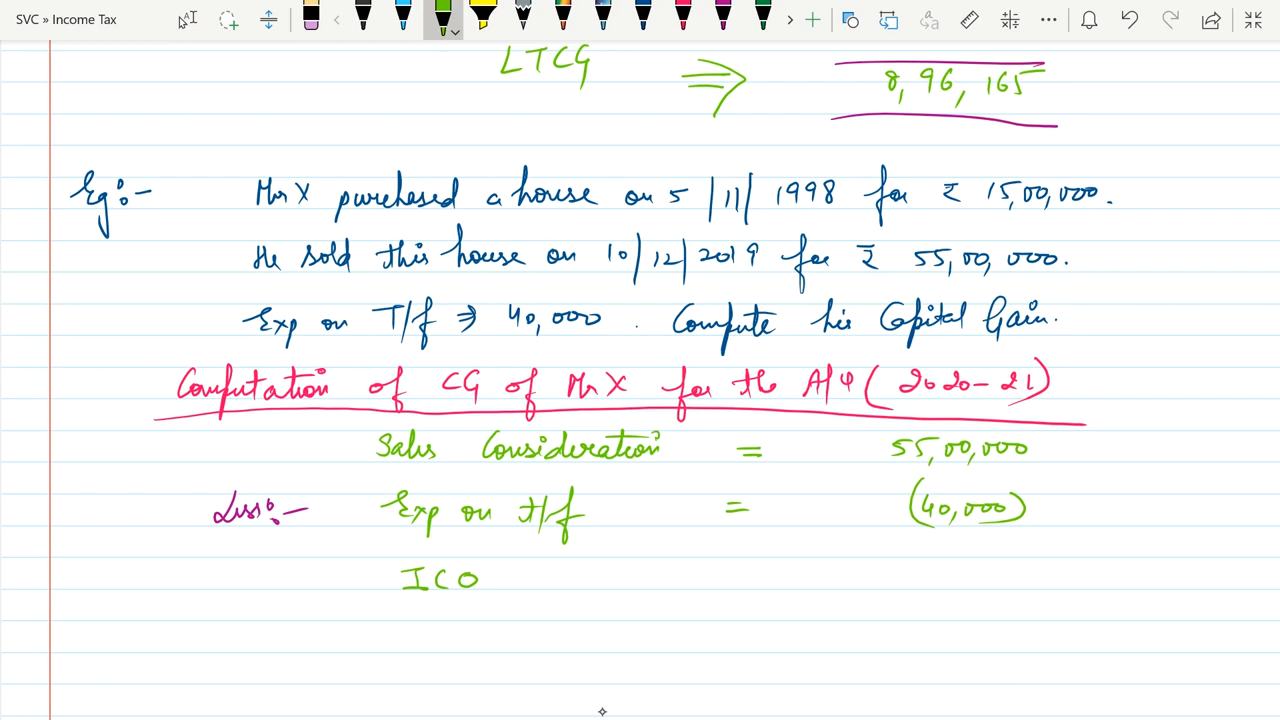 SVC » Income Tax
LTCG ⇒ 8,96,165
Eg:- Mr X purchased a house on 5/11/1998 for ₹ 15,00,000.
He sold this house on 10/12/2019 for ₹ 55,00,000.
Exp on T/f ⇒ 40,000. Compute his Capital Gain.
Computation of CG of Mr X for the A/Y (2020-21)
Sales Consideration = 55,00,000
Less:- Exp on t/f = (40,000)
ICO